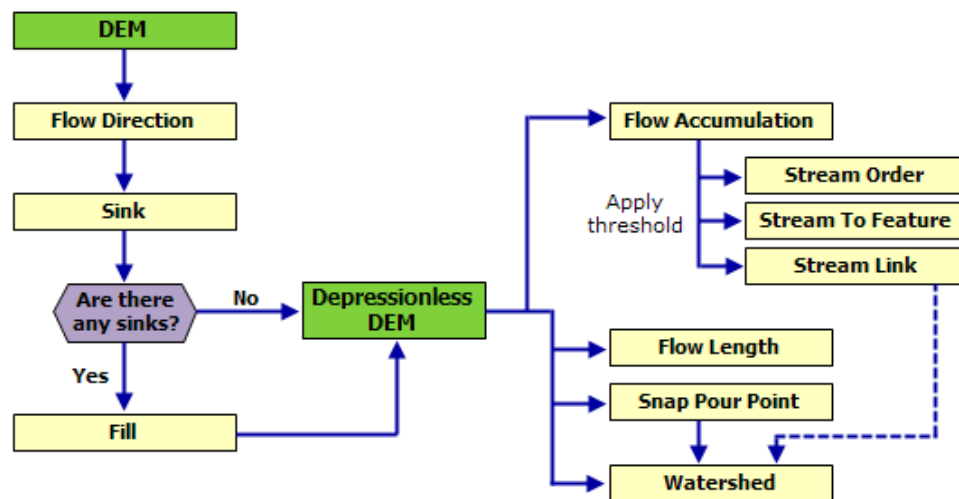 DEM
Flow Direction
Sink
Are there
any sinks?
No
Yes
Fill
Depressionless
DEM
Flow Accumulation
Apply
threshold
Stream Order
Stream To Feature
Stream Link
Flow Length
Snap Pour Point
Watershed